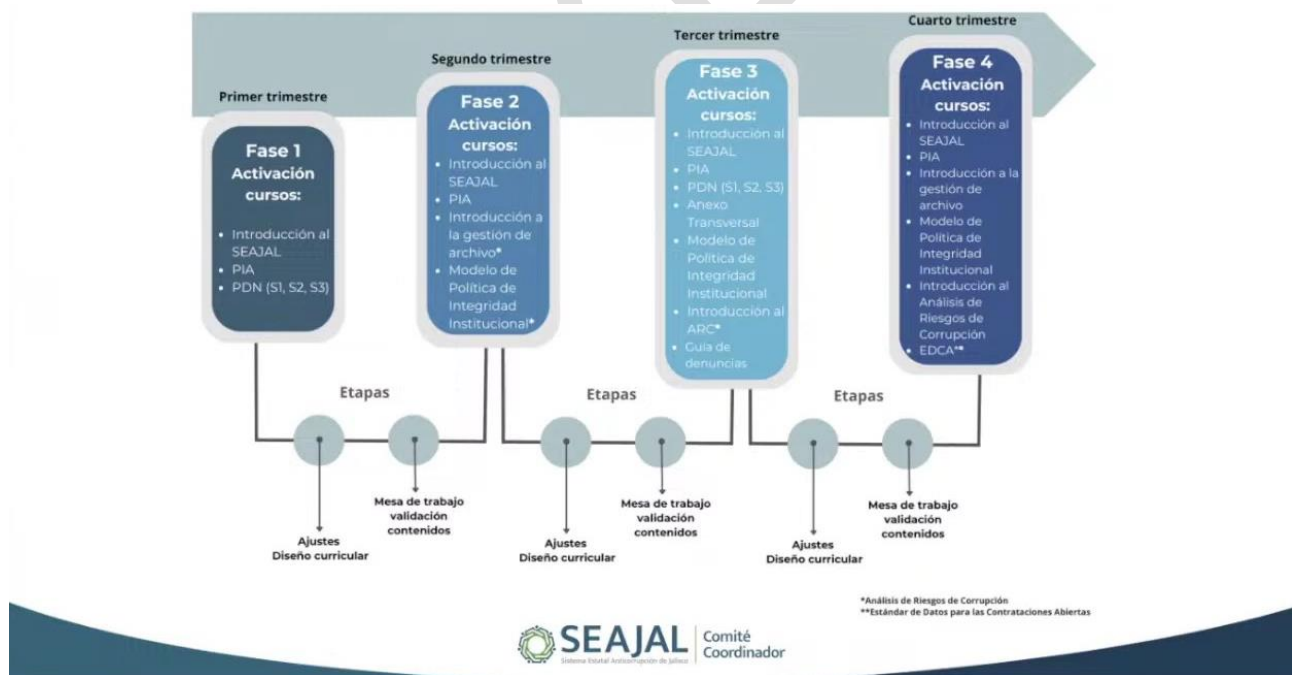 Primer trimestre
Fase 1
Activación
cursos:
• Introducción al
SEAJAL
• PIA
• PDN (S1, S2, S3)
Segundo trimestre
Fase 2
Activación
cursos:
• Introducción al
SEAJAL
• PIA
• Introducción a
la gestión de
archivo*
• Modelo de
Política de
Integridad
Institucional*
Tercer trimestre
Fase 3
Activación
cursos:
• Introducción al
SEAJAL
• PIA
• PDN (S1, S2, S3)
• Anexo
Transversal
• Modelo de
Política de
Integridad
Institucional
• Introducción al
ARC*
• Guía de
denuncias
Cuarto trimestre
Fase 4
Activación
cursos:
• Introducción al
SEAJAL
• PIA
• Introducción a la
gestión de
archivo
• Modelo de
Política de
Integridad
Institucional
• Introducción al
Análisis de
Riesgos de
Corrupción
• EDCA**
Etapas
Ajustes
Diseño curricular
Mesa de trabajo
validación
contenidos
Etapas
Ajustes
Diseño curricular
Mesa de trabajo
validación
contenidos
Etapas
Ajustes
Diseño curricular
Mesa de trabajo
validación
contenidos
*Análisis de Riesgos de Corrupción
**Estándar de Datos para las Contrataciones Abiertas
SEAJAL
Sistema Estatal Anticorrupción de Jalisco
Comité
Coordinador